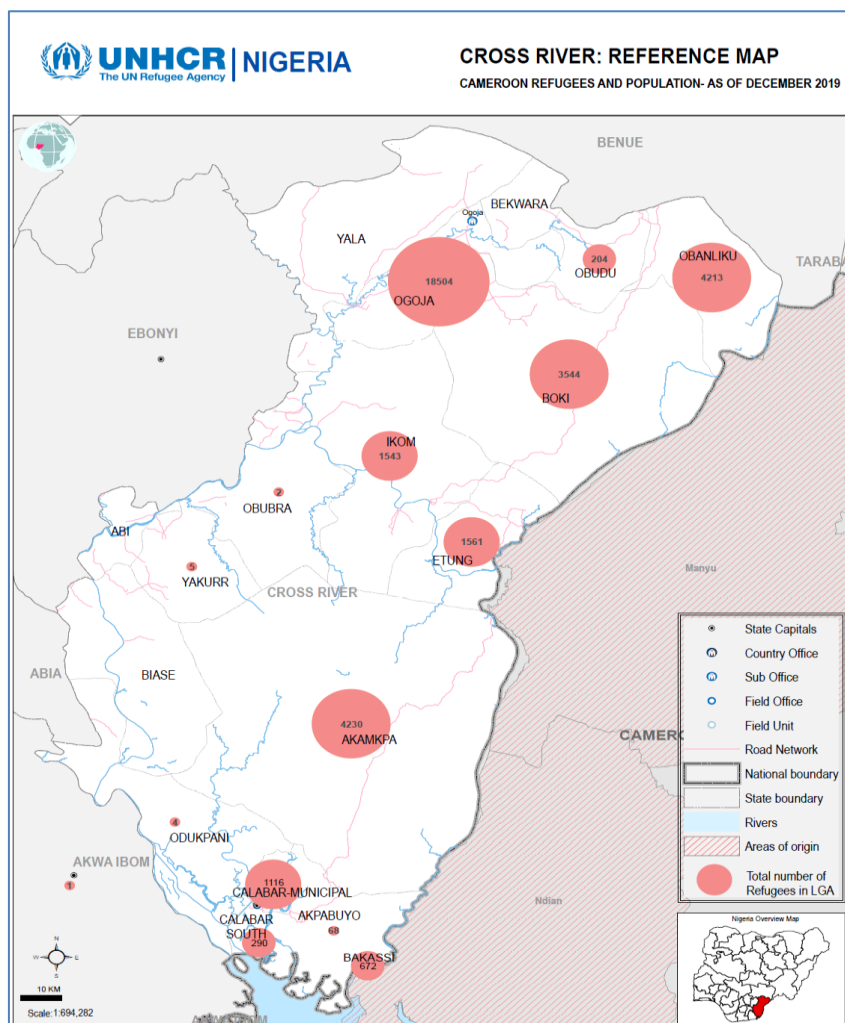 UNHCR
The UN Refugee Agency
NIGERIA
CROSS RIVER: REFERENCE MAP
CAMEROON REFUGEES AND POPULATION- AS OF DECEMBER 2019
BENUE
BEKWARA
Ogoja
YALA
204
OBUDU
OBANLIKU
4213
TARABA
18504
OGOJA
EBONYI
3544
BOKI
IKOM
1543
2
OBUBRA
ABI
1561
ETUNG
5
YAKURR
Manyu
CROSS RIVER
ABIA
BIASE
4230
AKAMKPA
4
ODUKPANI
AKWA IBOM
1
1116
CALABAR-MUNICIPAL
CALABAR
SOUTH
290
AKPABUYO
68
BAKASSI
672
Ndian
State Capitals
Country Office
Sub Office
Field Office
Field Unit
Road Network
National boundary
State boundary
Rivers
Areas of origin
Total number of
Refugees in LGA
N
W
E
S
10 KM
Scale:1:694,282
Nigeria Overview Map